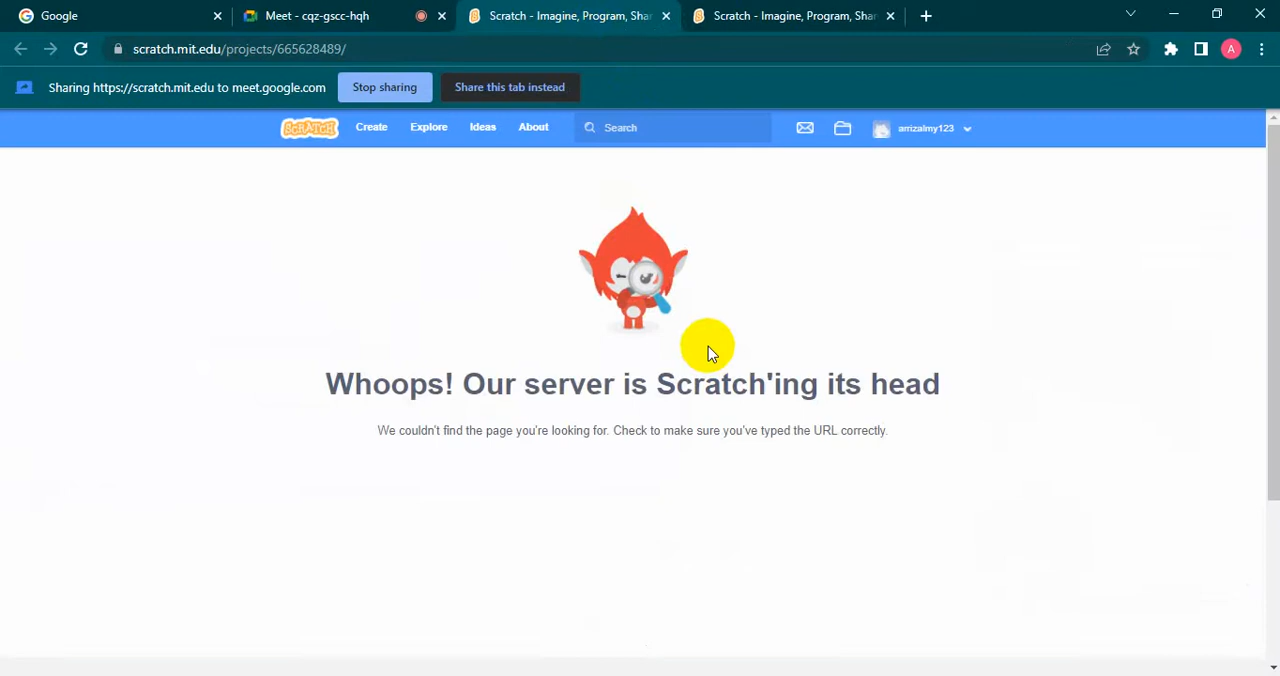 Google
Meet - cqz-gscc-hqh
Scratch - Imagine, Program, Shar
Scratch - Imagine, Program, Shar
scratch.mit.edu/projects/665628489/
A
Sharing https://scratch.mit.edu to meet.google.com
Stop sharing
Share this tab instead
SCRATCH
Create
Explore
Ideas
About
Search
arrizalmy123
Whoops! Our server is Scratch'ing its head
We couldn't find the page you're looking for. Check to make sure you've typed the URL correctly.